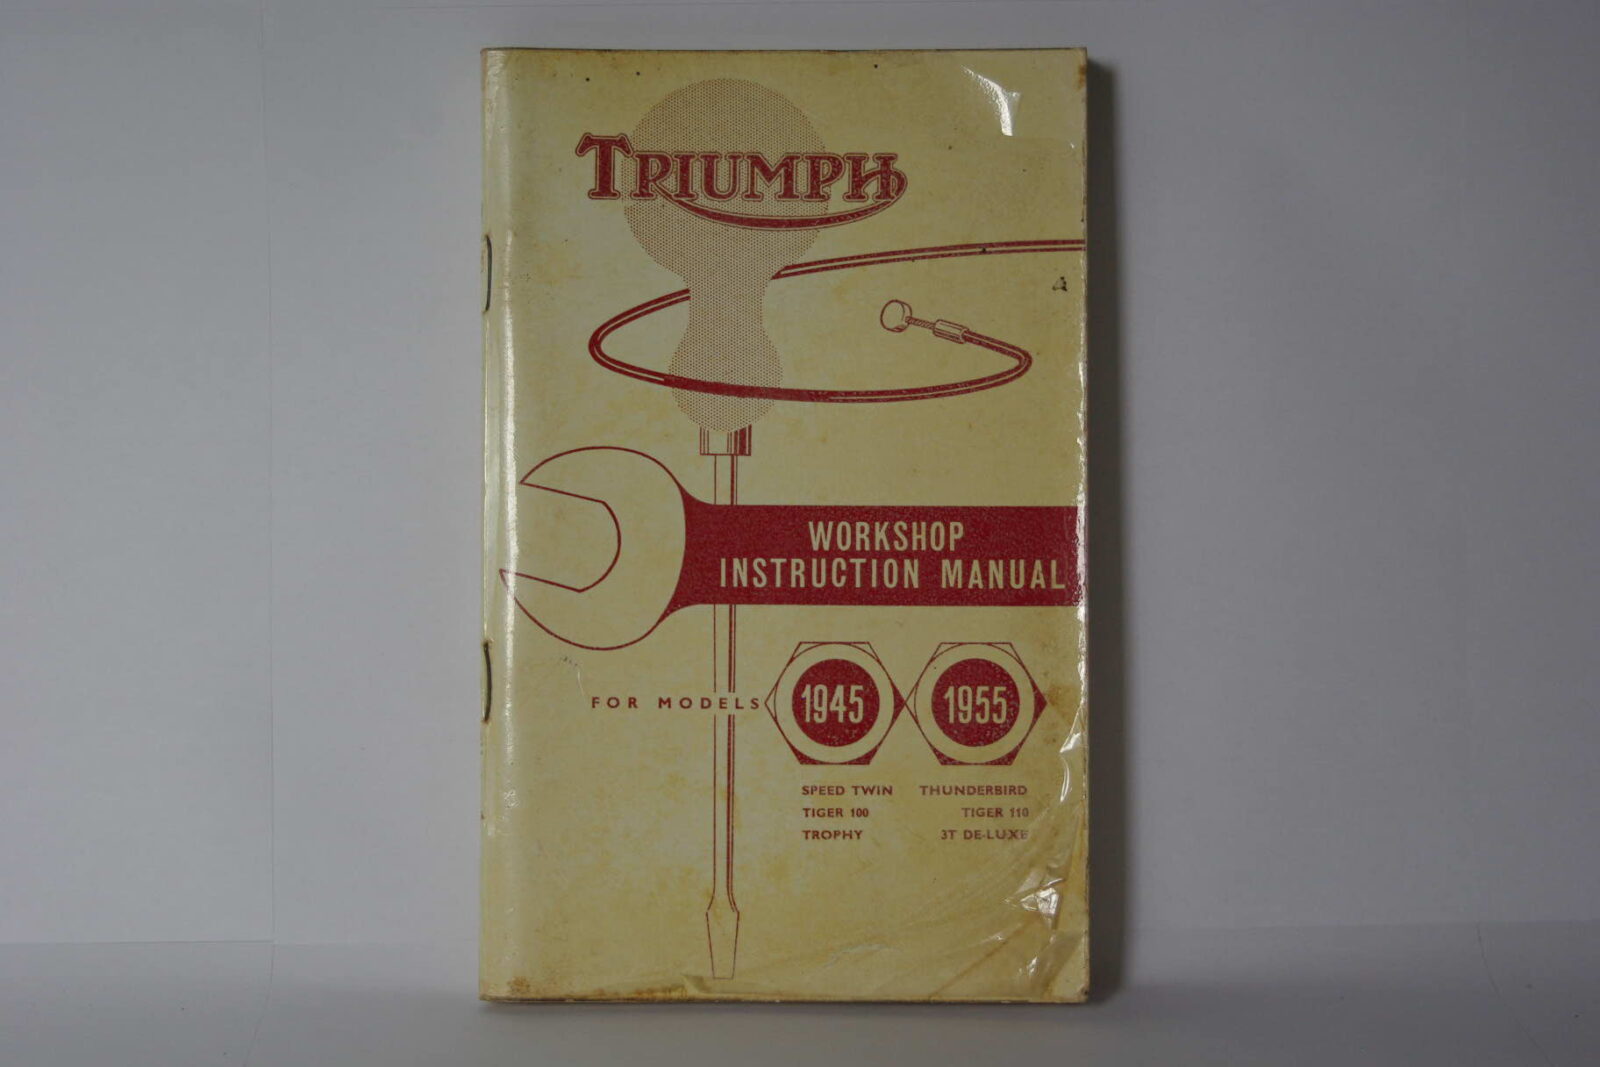 TRIUMPH
WORKSHOP
INSTRUCTION MANUAL
FOR MODELS 1945 1955
SPEED TWIN THUNDERBIRD
TIGER 100 TIGER 110
TROPHY 3T DE-LUXE